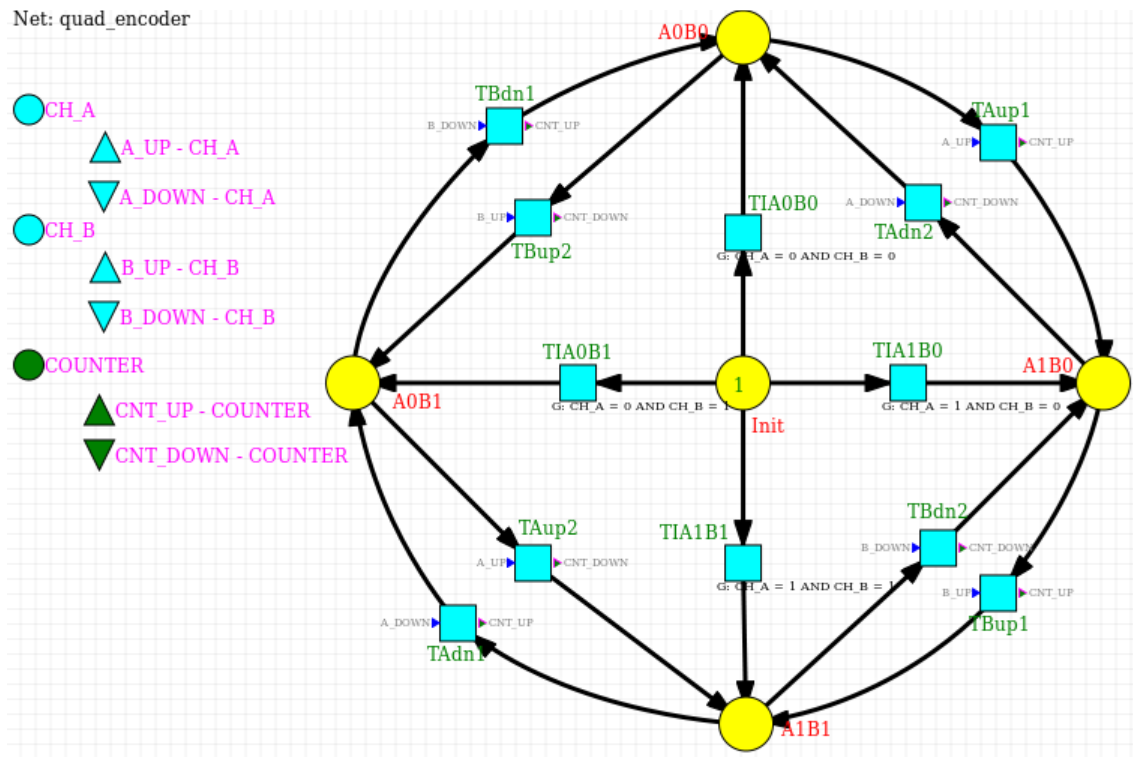 Net: quad_encoder
CH_A
A_UP - CH_A
A_DOWN - CH_A
CH_B
B_UP - CH_B
B_DOWN - CH_B
COUNTER
CNT_UP - COUNTER
CNT_DOWN - COUNTER
A0B0
TBdn1
B_DOWN
CNT_UP
TAup1
A_UP
CNT_UP
TBup2
B_UP
CNT_DOWN
TIA0B0
G: CH_A = 0 AND CH_B = 0
TAdn2
A_DOWN
CNT_DOWN
TIA0B1
G: CH_A = 0 AND CH_B = 1
A0B1
1
Init
TIA1B0
G: CH_A = 1 AND CH_B = 0
A1B0
TAup2
A_UP
CNT_DOWN
TIA1B1
G: CH_A = 1 AND CH_B = 1
TBdn2
B_DOWN
CNT_DOWN
TBup1
B_UP
CNT_UP
TAdn1
A_DOWN
CNT_UP
A1B1